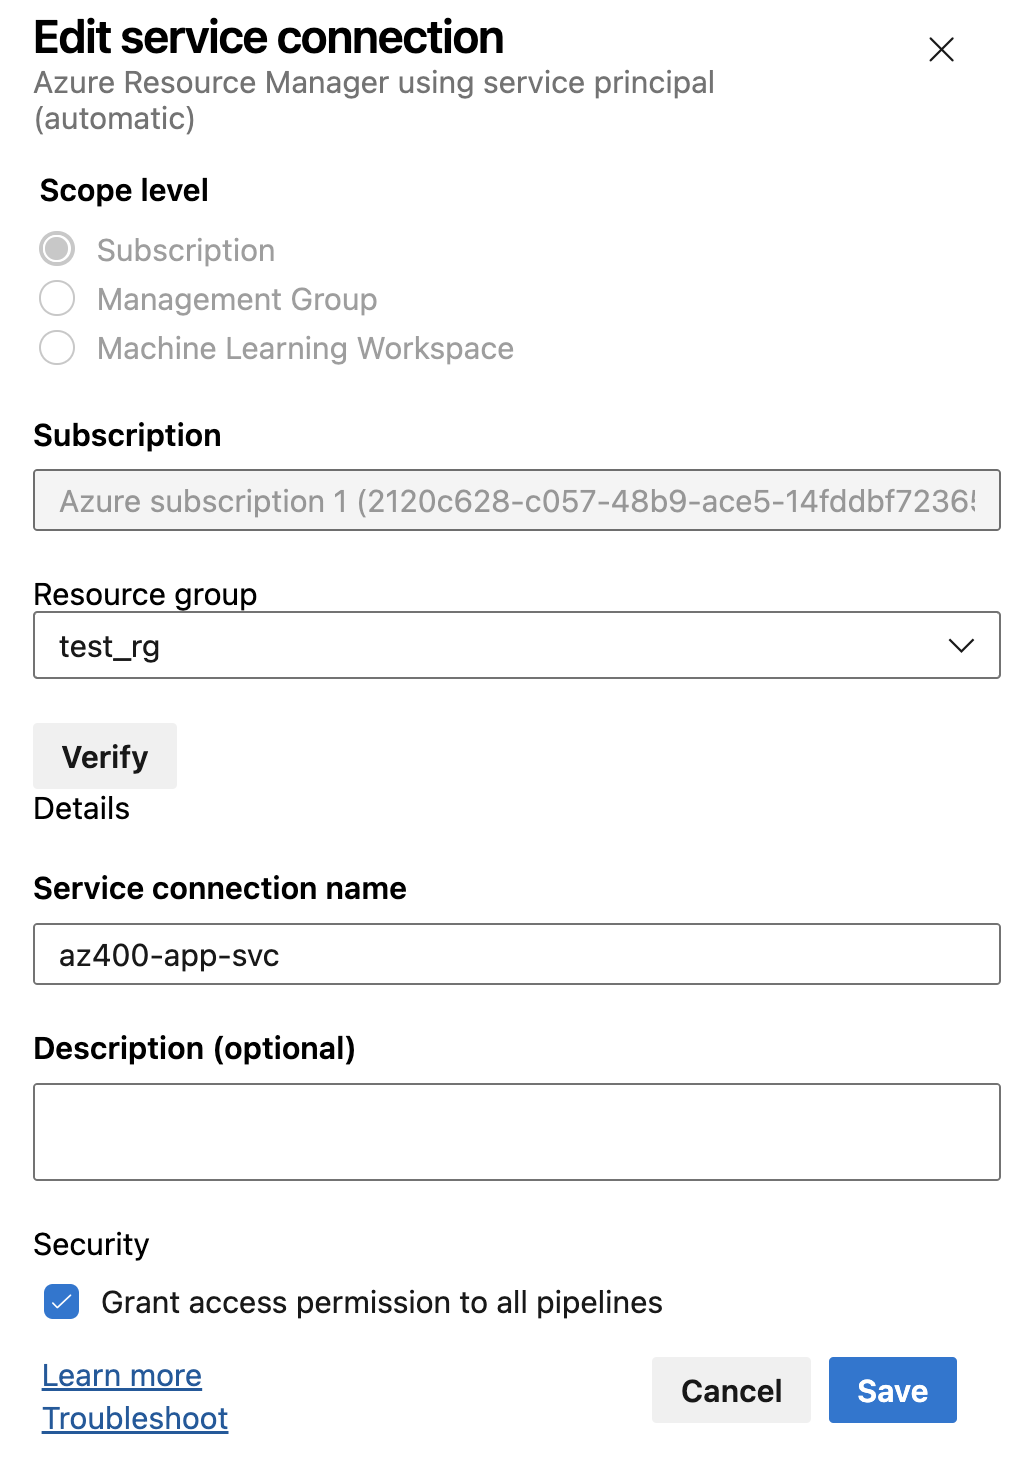 Edit service connection
Azure Resource Manager using service principal
(automatic)
Scope level
Subscription
Management Group
Machine Learning Workspace
Subscription
Azure subscription 1 (2120c628-c057-48b9-ace5-14fddbf7236
Resource group
test_rg
Verify
Details
Service connection name
az400-app-svc
Description (optional)
Security
Grant access permission to all pipelines
Learn more
Troubleshoot
Cancel
Save